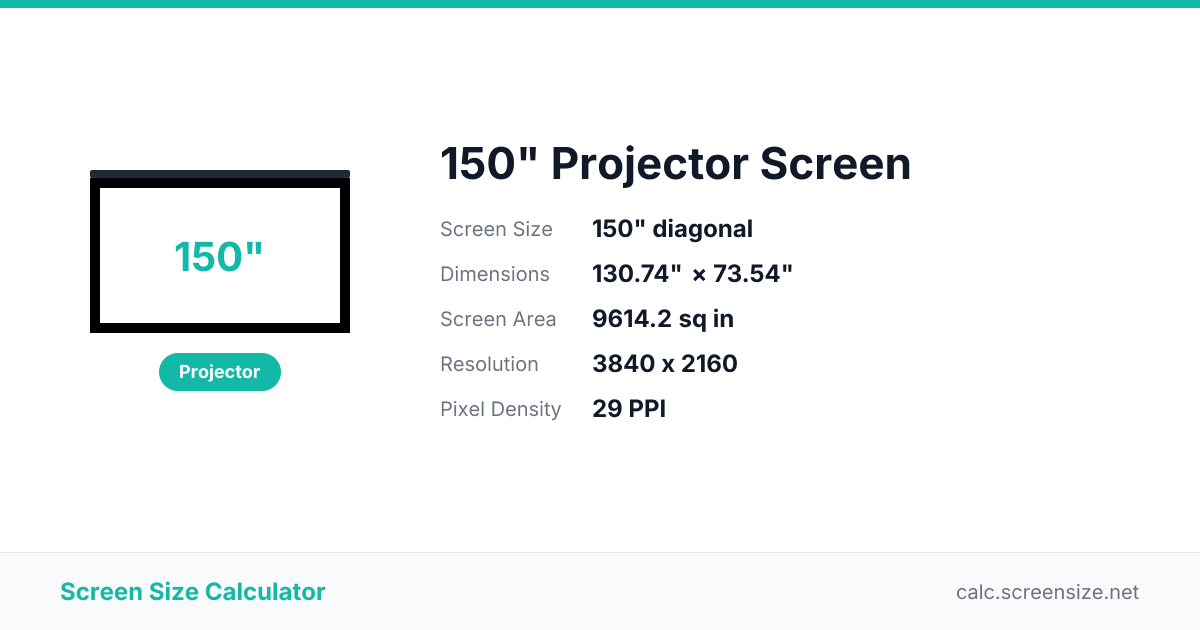 150" Projector Screen
150"
Projector
Screen Size 150" diagonal
Dimensions 130.74" × 73.54"
Screen Area 9614.2 sq in
Resolution 3840 x 2160
Pixel Density 29 PPI
Screen Size Calculator
calc.screensize.net